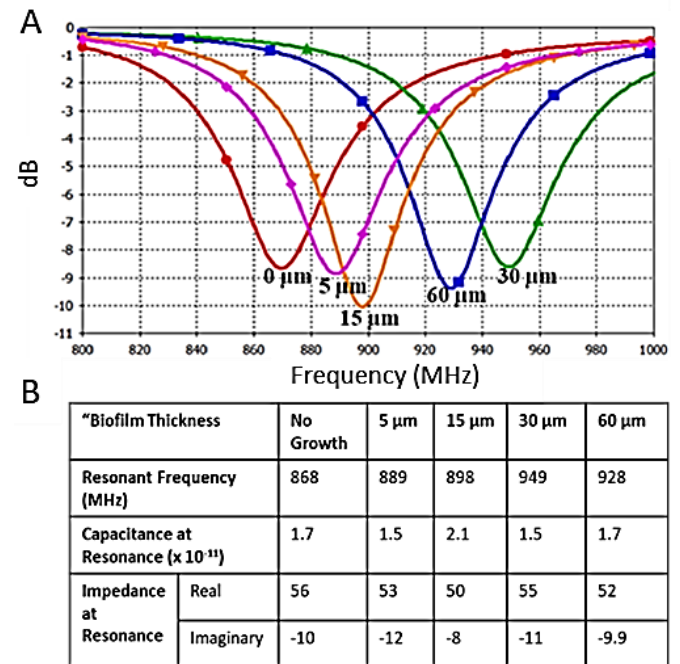 A
0
-1
-2
-3
-4
-5
-6
-7
-8
-9
-10
-11
dB
0 µm
5 µm
15 µm
60 µm
30 µm
800 820 840 860 880 900 920 940 960 980 1000
Frequency (MHz)
B
“Biofilm Thickness No Growth 5 µm 15 µm 30 µm 60 µm
Resonant Frequency (MHz) 868 889 898 949 928
Capacitance at Resonance (x 10⁻¹¹) 1.7 1.5 2.1 1.5 1.7
Impedance at Resonance Real 56 53 50 55 52
Imaginary -10 -12 -8 -11 -9.9